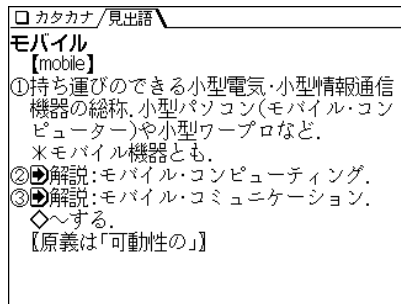 カタカナ/見出語
モバイル
【mobile】
①持ち運びのできる小型電気・小型情報通信
機器の総称.小型パソコン(モバイル・コン
ピューター)や小型ワープロなど.
＊モバイル機器とも.
②➡解説:モバイル・コンピューティング.
③➡解説:モバイル・コミュニケーション.
◇〜する.
〖原義は「可動性の」〗